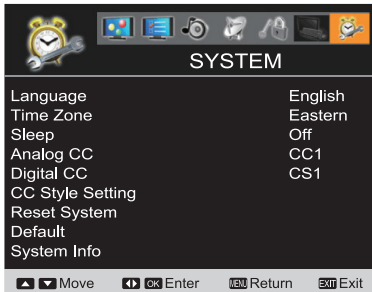 SYSTEM
Language English
Time Zone Eastern
Sleep Off
Analog CC CC1
Digital CC CS1
CC Style Setting
Reset System
Default
System Info
Move OK Enter MENU Return EXIT Exit